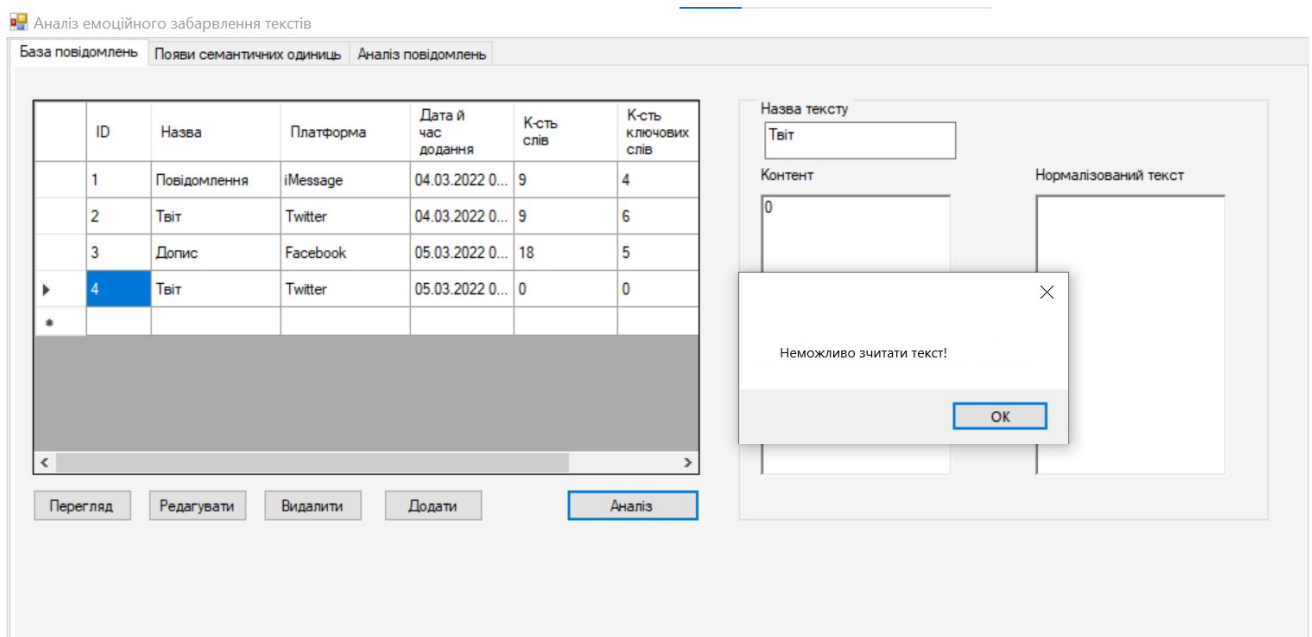 Аналіз емоційного забарвлення текстів
База повідомлень Появи семантичних одиниць Аналіз повідомлень
ID Назва Платформа Дата й час додання К-сть слів К-сть ключових слів
1 Повідомлення iMessage 04.03.2022 0... 9 4
2 Твіт Twitter 04.03.2022 0... 9 6
3 Допис Facebook 05.03.2022 0... 18 5
4 Твіт Twitter 05.03.2022 0... 0 0
Перегляд Редагувати Видалити Додати Аналіз
Назва тексту
Твіт
Контент Нормалізований текст
0
Неможливо зчитати текст!
ОК